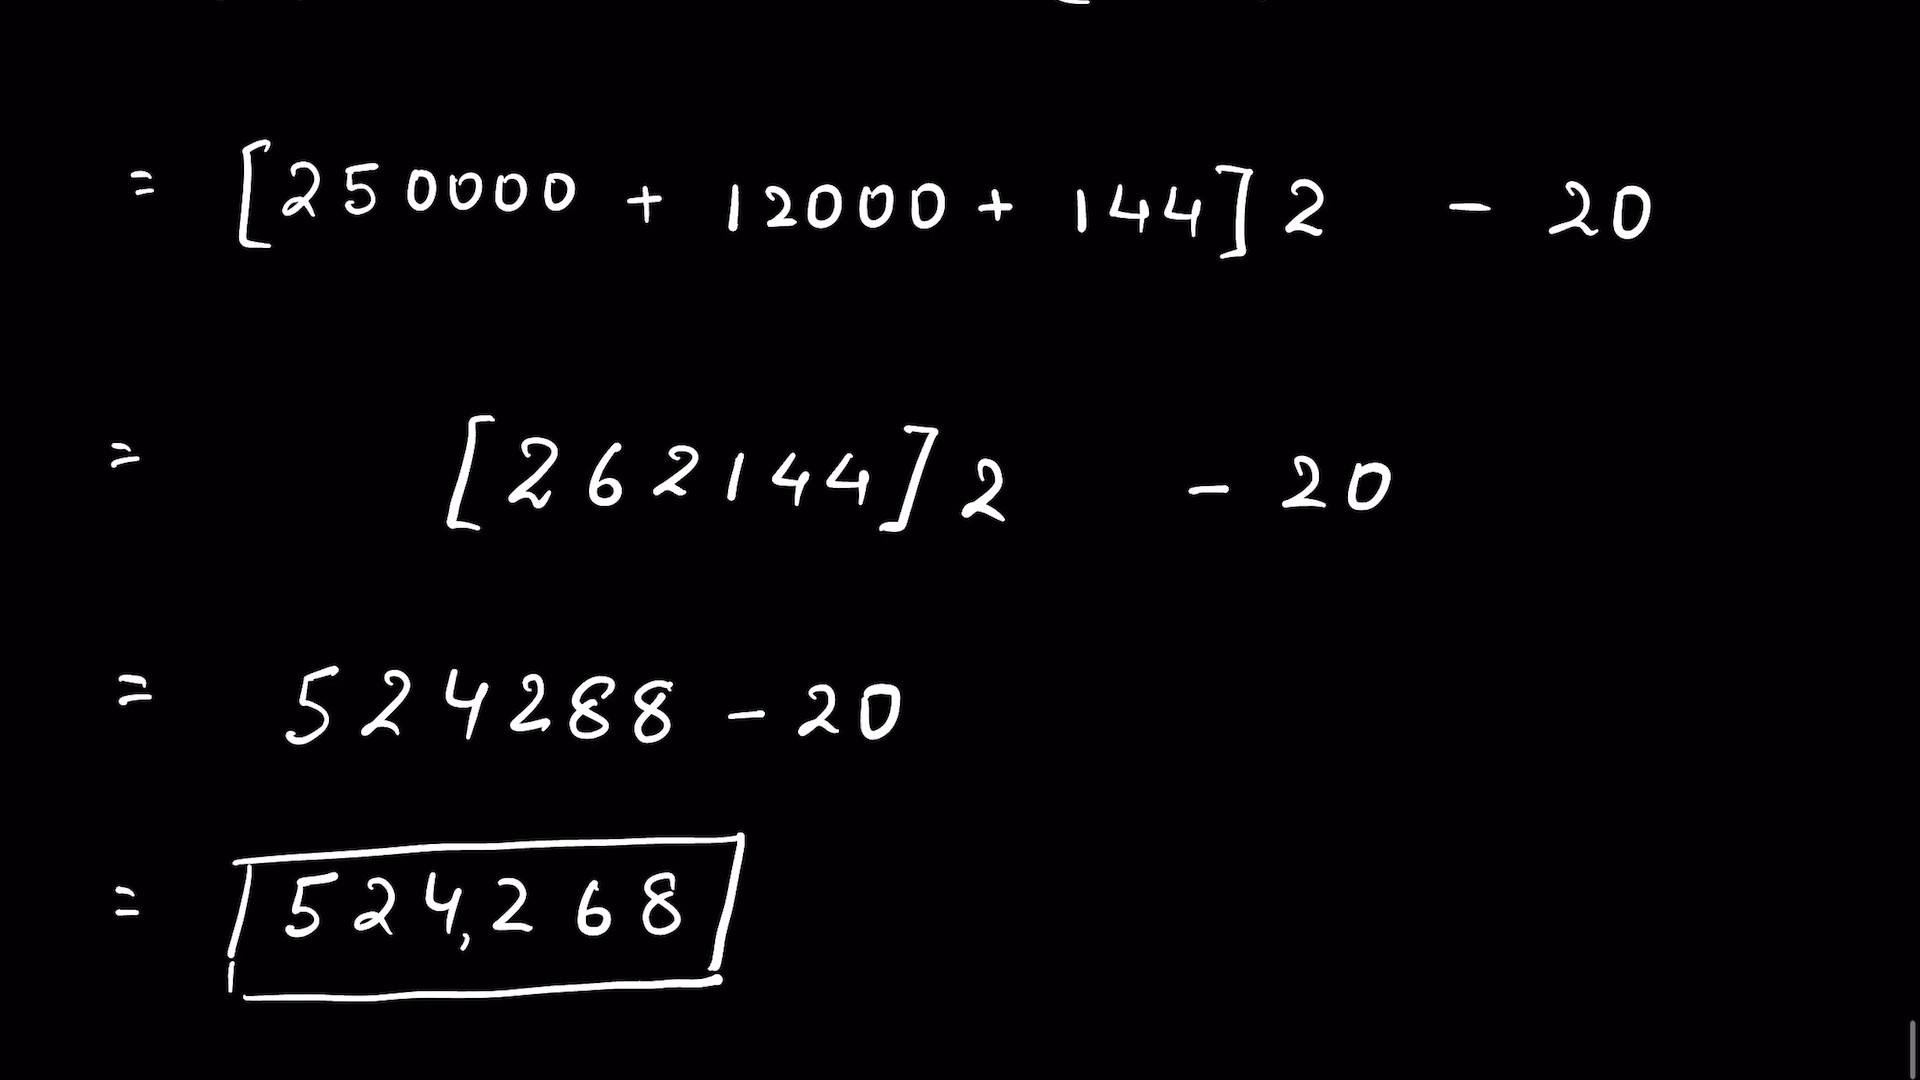 = [250000 + 12000 + 144] 2 - 20
= [262144] 2 - 20
= 524288 - 20
= 524,268